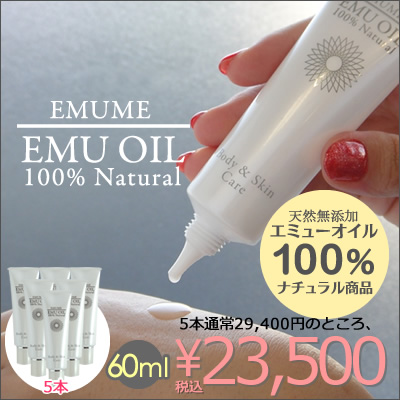 EMUME
EMU OIL
100% Natural
EMUME
EMU OIL
100% Natural
Body & Skin
Care
天然無添加
エミューオイル
100%
ナチュラル商品
5本通常29,400円のところ、
5本
60ml
税込
¥23,500